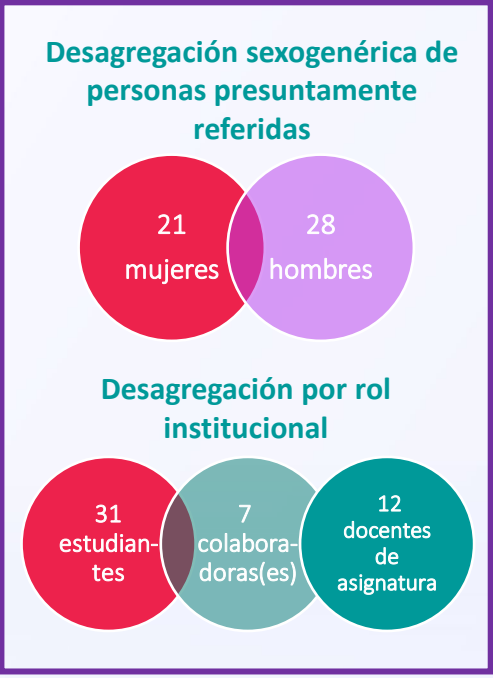 Desagregación sexogenérica de
personas presuntamente
referidas
21
mujeres
28
hombres
Desagregación por rol
institucional
31
estudian-
tes
7
colabora-
doras(es)
12
docentes
de
asignatura